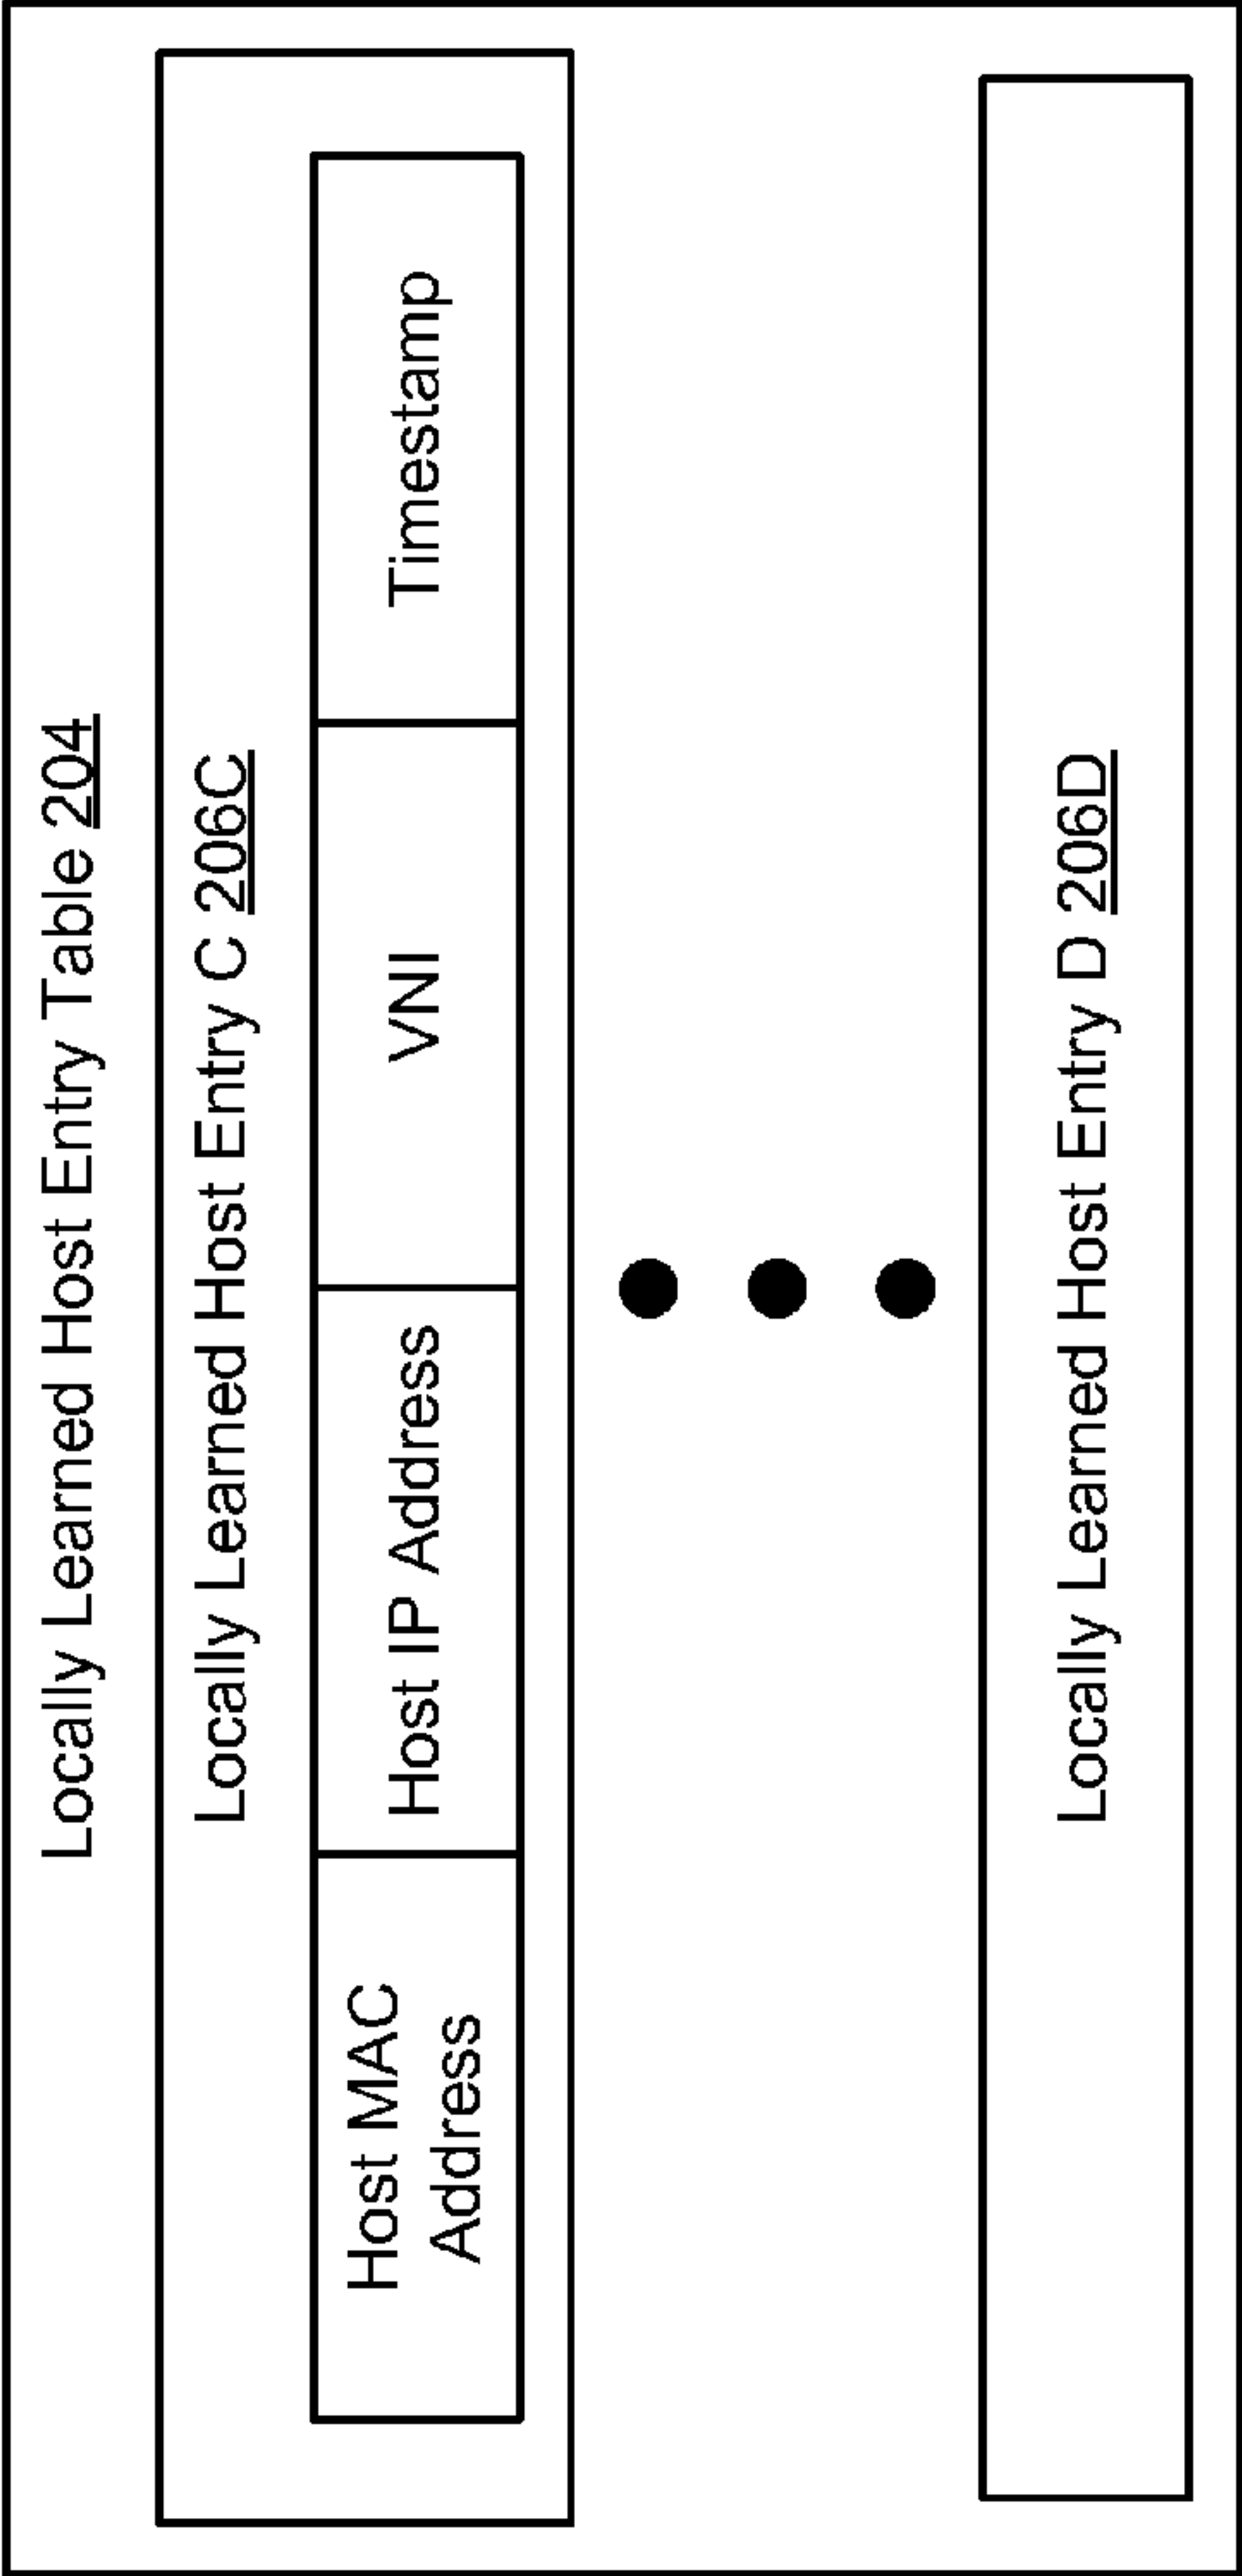 Locally Learned Host Entry Table 204
Locally Learned Host Entry C 206C
Host MAC
Address
Host IP Address
VNI
Timestamp
Locally Learned Host Entry D 206D